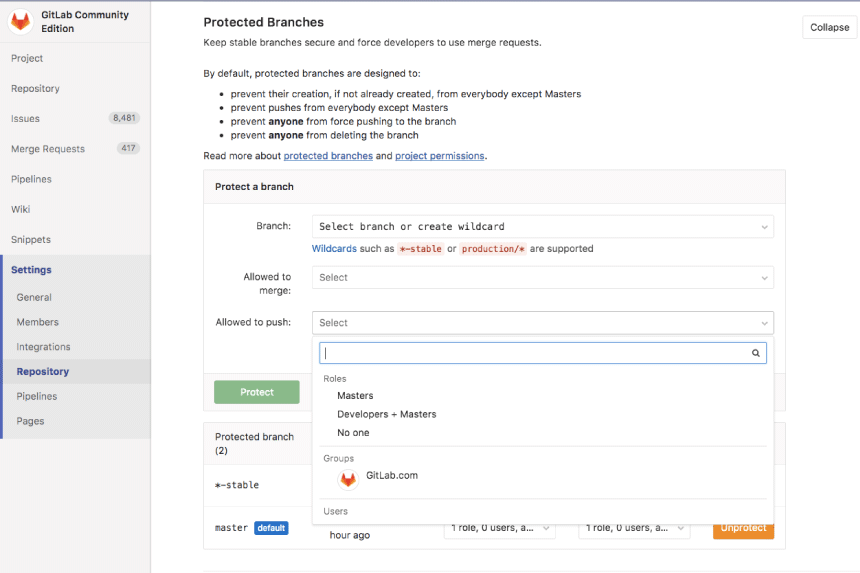 GitLab Community
Edition
Project
Repository
Issues 8,481
Merge Requests 417
Pipelines
Wiki
Snippets
Settings
General
Members
Integrations
Repository
Pipelines
Pages
Protected Branches
Collapse
Keep stable branches secure and force developers to use merge requests.
By default, protected branches are designed to:
• prevent their creation, if not already created, from everybody except Masters
• prevent pushes from everybody except Masters
• prevent anyone from force pushing to the branch
• prevent anyone from deleting the branch
Read more about protected branches and project permissions.
Protect a branch
Branch: Select branch or create wildcard
Wildcards such as *-stable or production/* are supported
Allowed to
merge:
Select
Allowed to push: Select
Roles
Masters
Developers + Masters
No one
Groups
GitLab.com
Users
Protect
Protected branch
(2)
*-stable
master default
hour ago
1 role, 0 users, a...
1 role, 0 users, a...
Unprotect